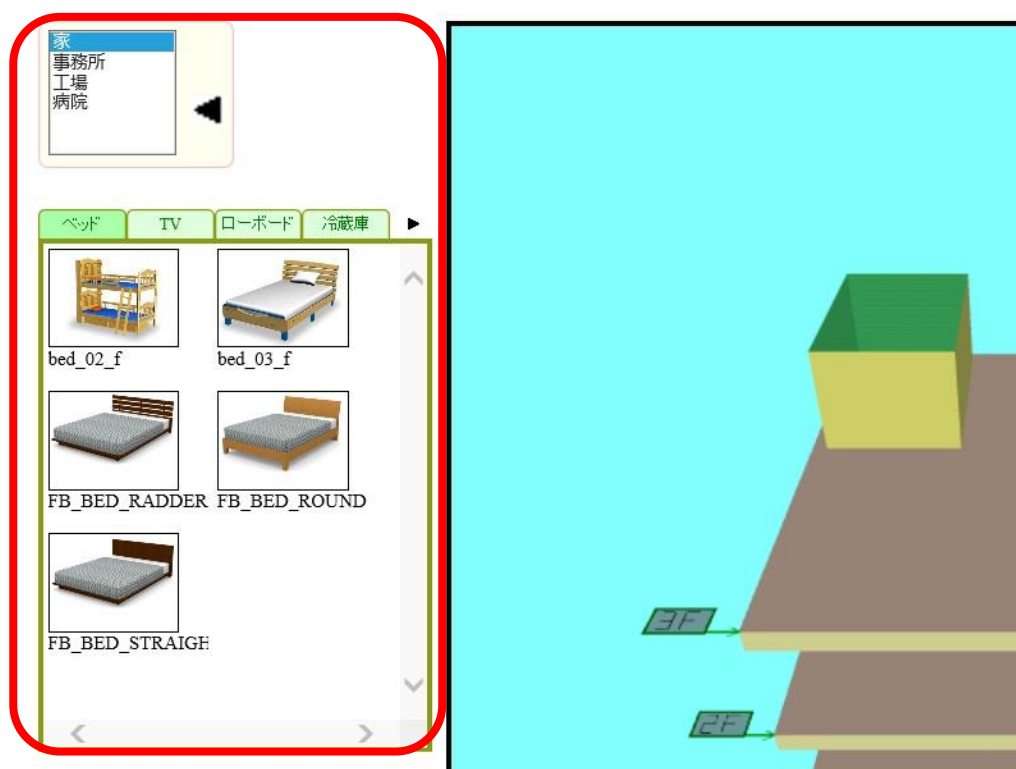 家
事務所
工場
病院
ベッド TV ローボード 冷蔵庫
bed_02_f bed_03_f
FB_BED_RADDER FB_BED_ROUND
FB_BED_STRAIGH
3F
2F